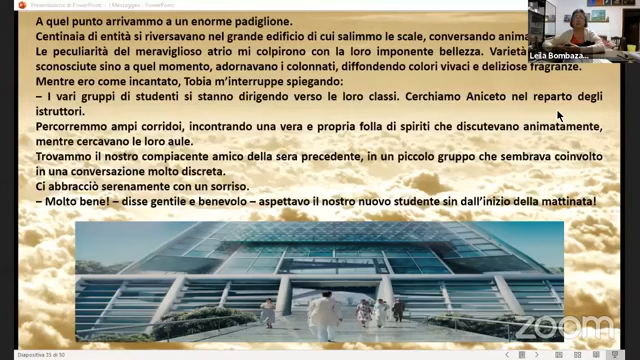 Presentazione di PowerPoint - I Messaggeri - PowerPoint
A quel punto arrivammo a un enorme padiglione.
Centinaia di entità si riversavano nel grande edificio di cui salimmo le scale, conversando
Le peculiarità del meraviglioso atrio mi colpirono con la loro imponente bellezza. Varietà
sconosciute sino a quel momento, adornavano i colonnati, diffondendo colori vivaci e deliziose fragranze.
Mentre ero come incantato, Tobia m'interruppe spiegando:
– I vari gruppi di studenti si stanno dirigendo verso le loro classi. Cerchiamo Aniceto nel reparto degli
istruttori.
Percorremmo ampi corridoi, incontrando una vera e propria folla di spiriti che discutevano animatamente,
mentre cercavano le loro aule.
Trovammo il nostro compiacente amico della sera precedente, in un piccolo gruppo che sembrava coinvolto
in una conversazione molto discreta.
Ci abbracciò serenamente con un sorriso.
– Molto bene! – disse gentile e benevolo – aspettavo il nostro nuovo studente sin dall'inizio della mattinata!
Leila Bombaza...
zoom
Diapositiva 35 di 50